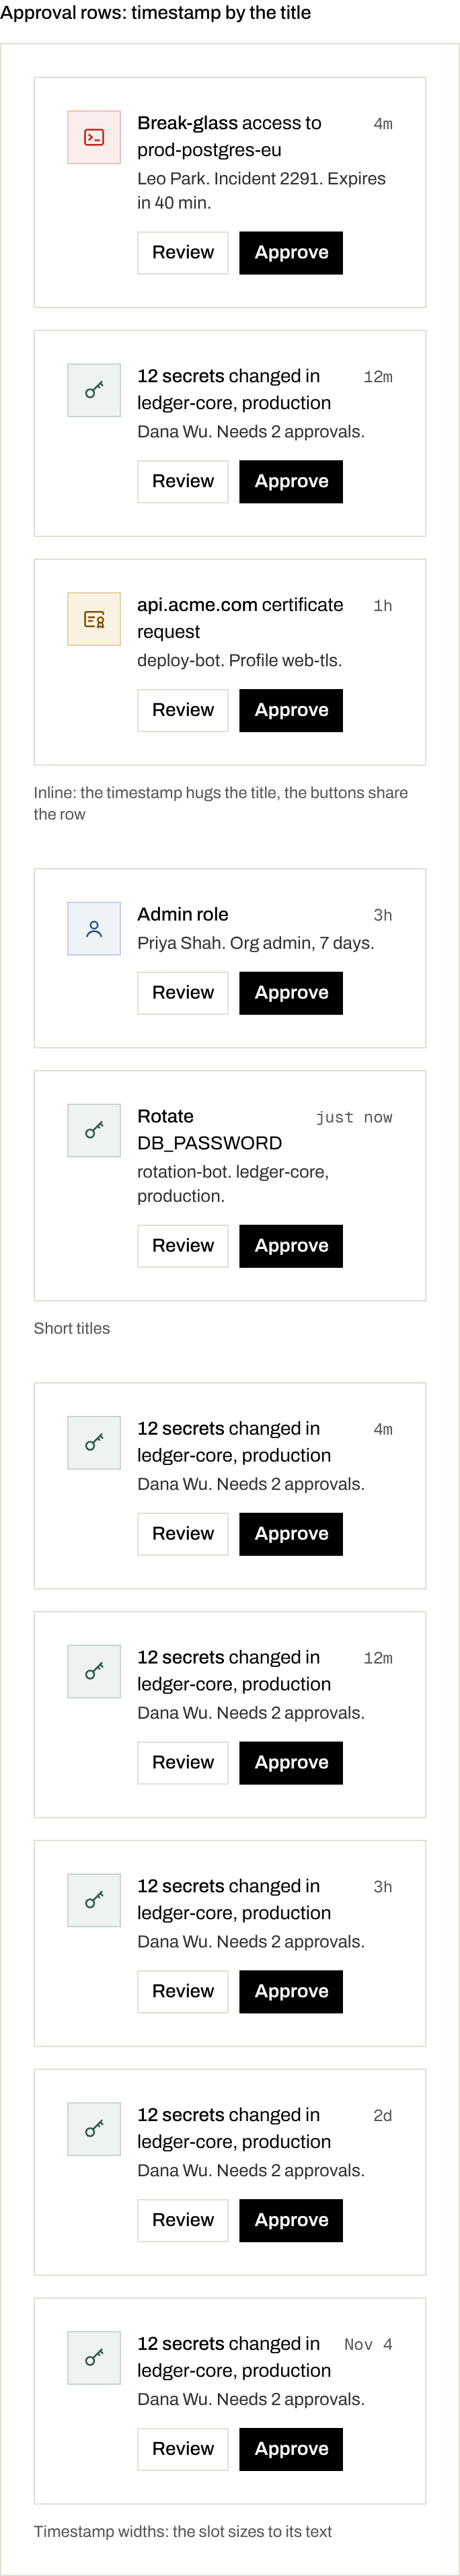 Approval rows: timestamp by the title
Break-glass access to 4m
prod-postgres-eu
Leo Park. Incident 2291. Expires
in 40 min.
Review Approve
12 secrets changed in 12m
ledger-core, production
Dana Wu. Needs 2 approvals.
Review Approve
api.acme.com certificate 1h
request
deploy-bot. Profile web-tls.
Review Approve
Inline: the timestamp hugs the title, the buttons share
the row
Admin role 3h
Priya Shah. Org admin, 7 days.
Review Approve
Rotate just now
DB_PASSWORD
rotation-bot. ledger-core,
production.
Review Approve
Short titles
12 secrets changed in 4m
ledger-core, production
Dana Wu. Needs 2 approvals.
Review Approve
12 secrets changed in 12m
ledger-core, production
Dana Wu. Needs 2 approvals.
Review Approve
12 secrets changed in 3h
ledger-core, production
Dana Wu. Needs 2 approvals.
Review Approve
12 secrets changed in 2d
ledger-core, production
Dana Wu. Needs 2 approvals.
Review Approve
12 secrets changed in Nov 4
ledger-core, production
Dana Wu. Needs 2 approvals.
Review Approve
Timestamp widths: the slot sizes to its text